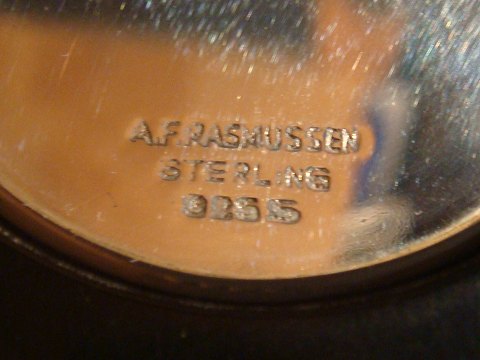 A.F. RASMUSSEN
STERLING
925S